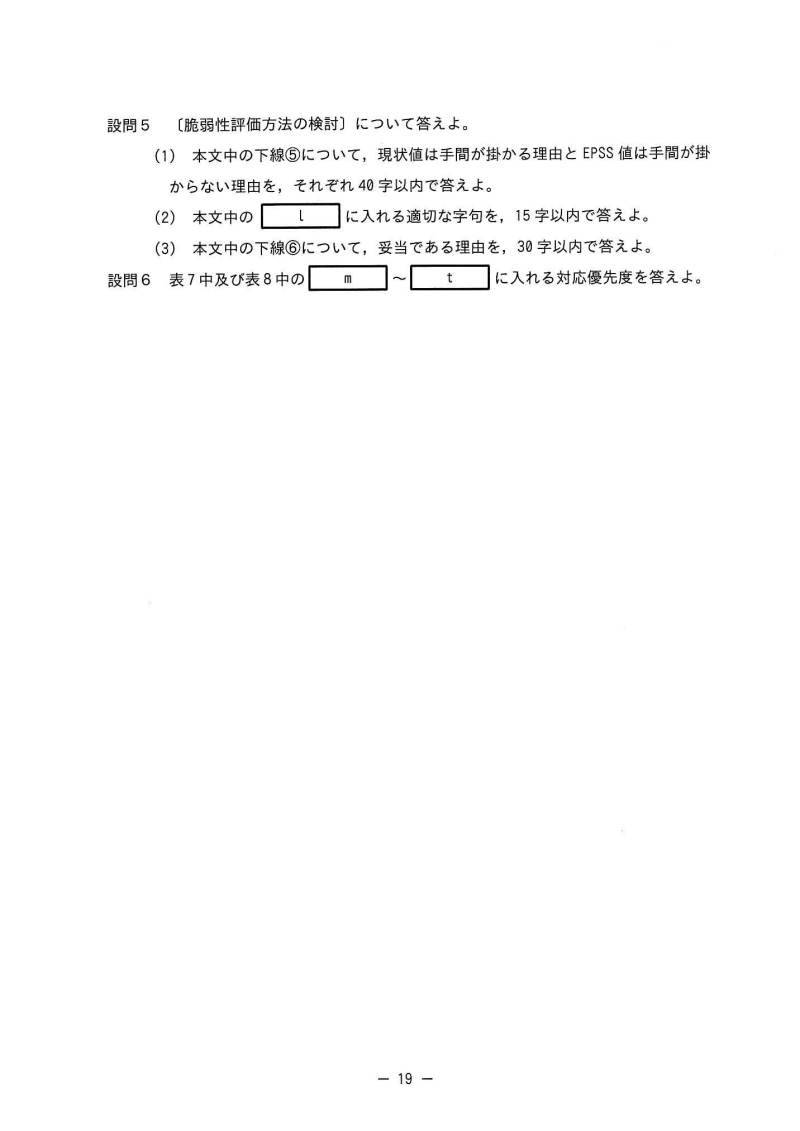 設問5　〔脆弱性評価方法の検討〕について答えよ。
(1)　本文中の下線⑤について，現状値は手間が掛かる理由と EPSS 値は手間が掛
からない理由を，それぞれ 40 字以内で答えよ。
(2)　本文中の l に入れる適切な字句を，15 字以内で答えよ。
(3)　本文中の下線⑥について，妥当である理由を，30 字以内で答えよ。
設問6　表7中及び表8中の m ～ t に入れる対応優先度を答えよ。
－ 19 －